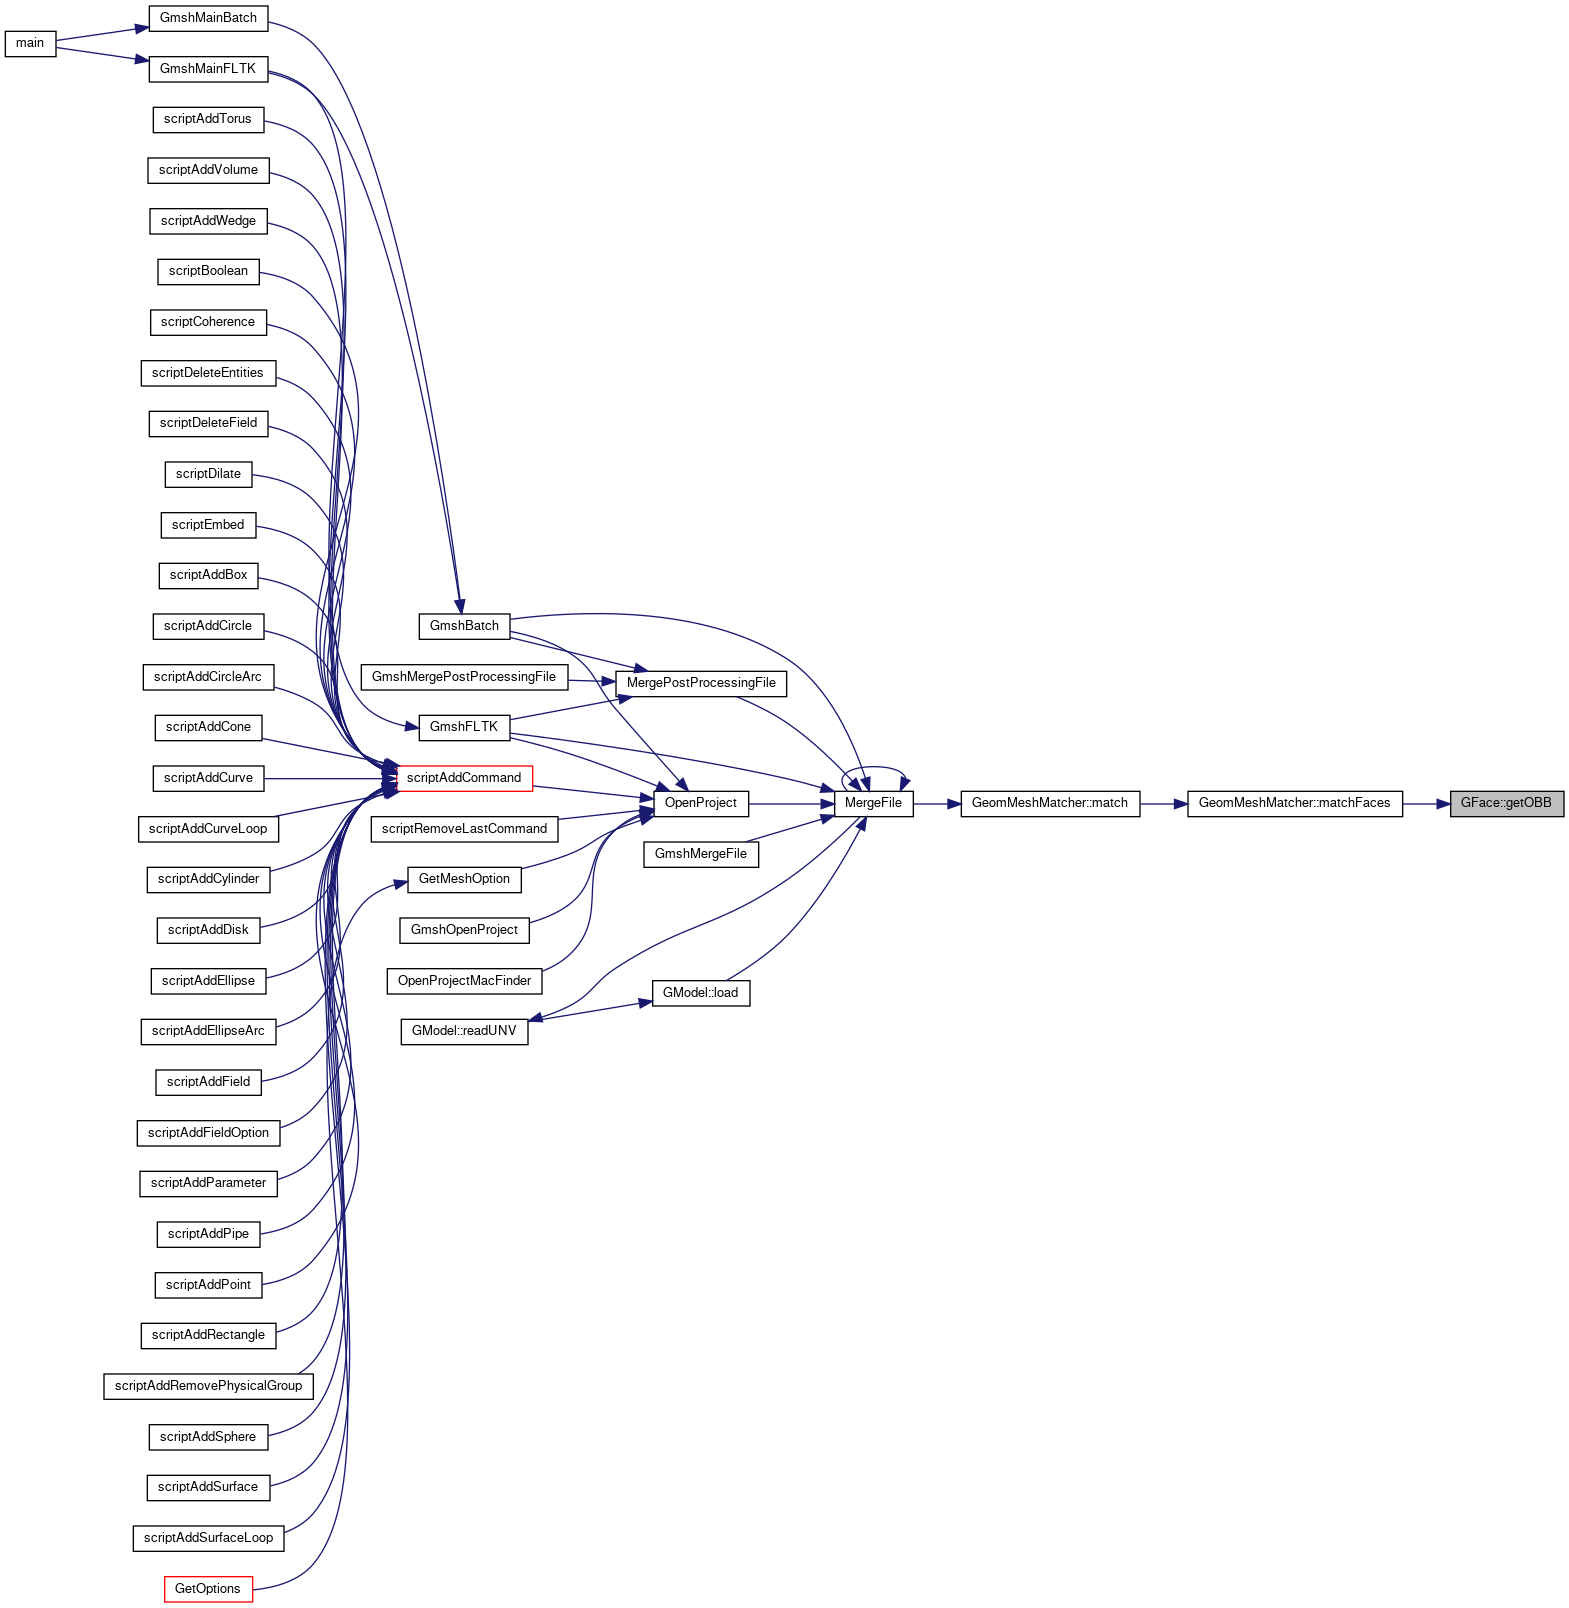 main
GmshMainBatch
GmshMainFLTK
scriptAddTorus
scriptAddVolume
scriptAddWedge
scriptBoolean
scriptCoherence
scriptDeleteEntities
scriptDeleteField
scriptDilate
scriptEmbed
scriptAddBox
scriptAddCircle
scriptAddCircleArc
scriptAddCone
scriptAddCurve
scriptAddCurveLoop
scriptAddCylinder
scriptAddDisk
scriptAddEllipse
scriptAddEllipseArc
scriptAddField
scriptAddFieldOption
scriptAddParameter
scriptAddPipe
scriptAddPoint
scriptAddRectangle
scriptAddRemovePhysicalGroup
scriptAddSphere
scriptAddSurface
scriptAddSurfaceLoop
GetOptions
GmshBatch
GmshMergePostProcessingFile
GmshFLTK
scriptAddCommand
scriptRemoveLastCommand
GetMeshOption
GmshOpenProject
OpenProjectMacFinder
GModel::readUNV
MergePostProcessingFile
OpenProject
GmshMergeFile
GModel::load
MergeFile
GeomMeshMatcher::match
GeomMeshMatcher::matchFaces
GFace::getOBB